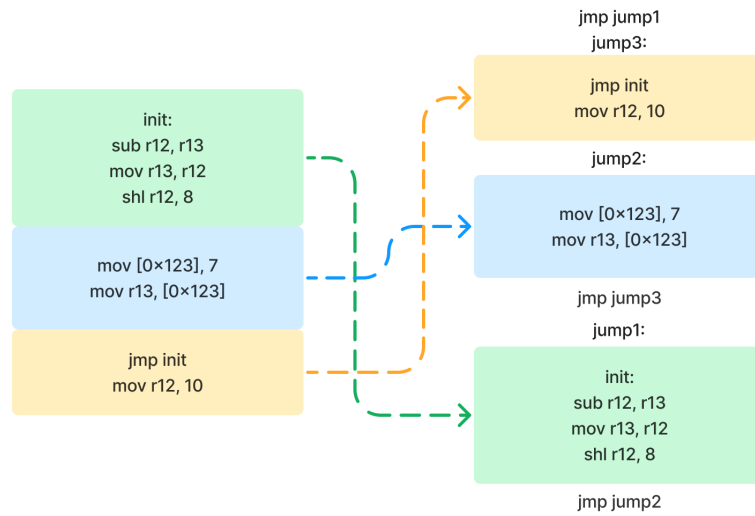 init:
sub r12, r13
mov r13, r12
shl r12, 8
mov [0×123], 7
mov r13, [0×123]
jmp init
mov r12, 10
jmp jump1
jump3:
jmp init
mov r12, 10
jump2:
mov [0×123], 7
mov r13, [0×123]
jmp jump3
jump1:
init:
sub r12, r13
mov r13, r12
shl r12, 8
jmp jump2